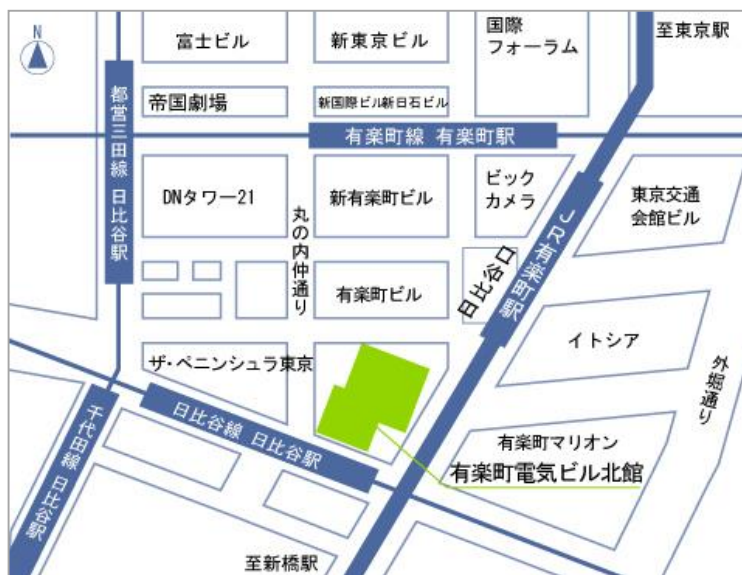 N
富士ビル
新東京ビル
国際
フォーラム
至東京駅
都営三田線 日比谷駅
帝国劇場
新国際ビル新日石ビル
有楽町線 有楽町駅
DNタワー21
新有楽町ビル
ビック
カメラ
東京交通
会館ビル
丸の内仲通り
JR有楽町駅
日比谷口
有楽町ビル
イトシア
外堀通り
ザ・ペニンシュラ東京
日比谷線 日比谷駅
千代田線 日比谷駅
有楽町マリオン
有楽町電気ビル北館
至新橋駅